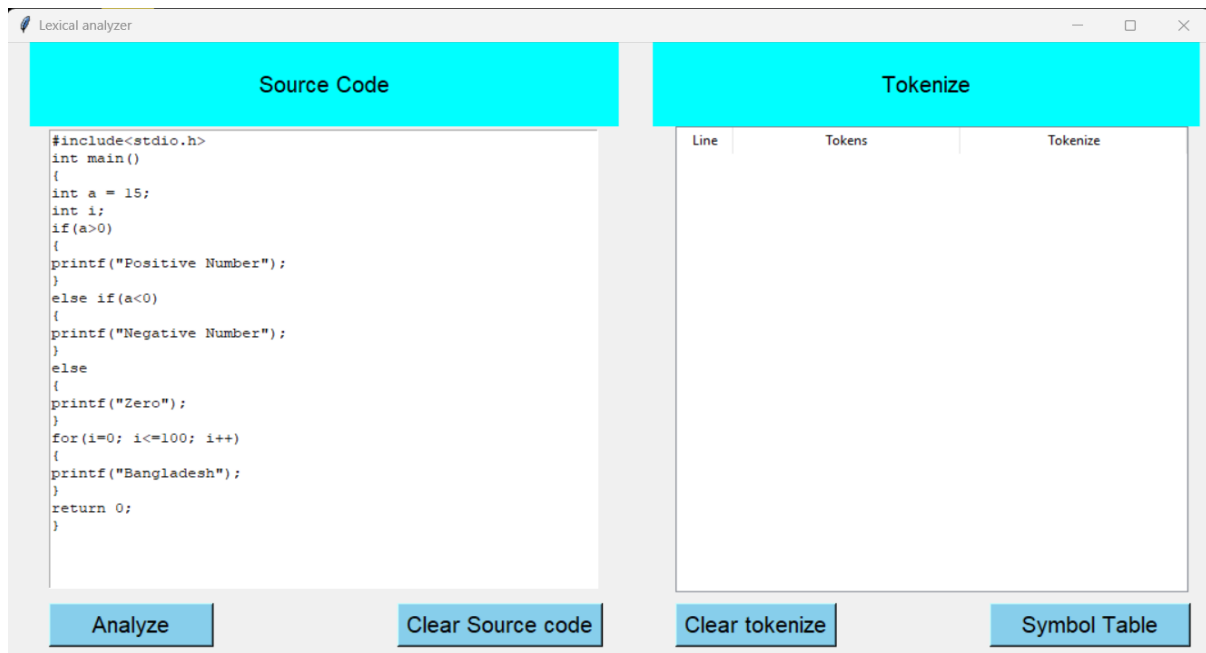 Lexical analyzer
Source Code
#include<stdio.h>
int main()
{
int a = 15;
int i;
if(a>0)
{
printf("Positive Number");
}
else if(a<0)
{
printf("Negative Number");
}
else
{
printf("Zero");
}
for(i=0; i<=100; i++)
{
printf("Bangladesh");
}
return 0;
}
Analyze
Clear Source code
Tokenize
Line Tokens Tokenize
Clear tokenize
Symbol Table